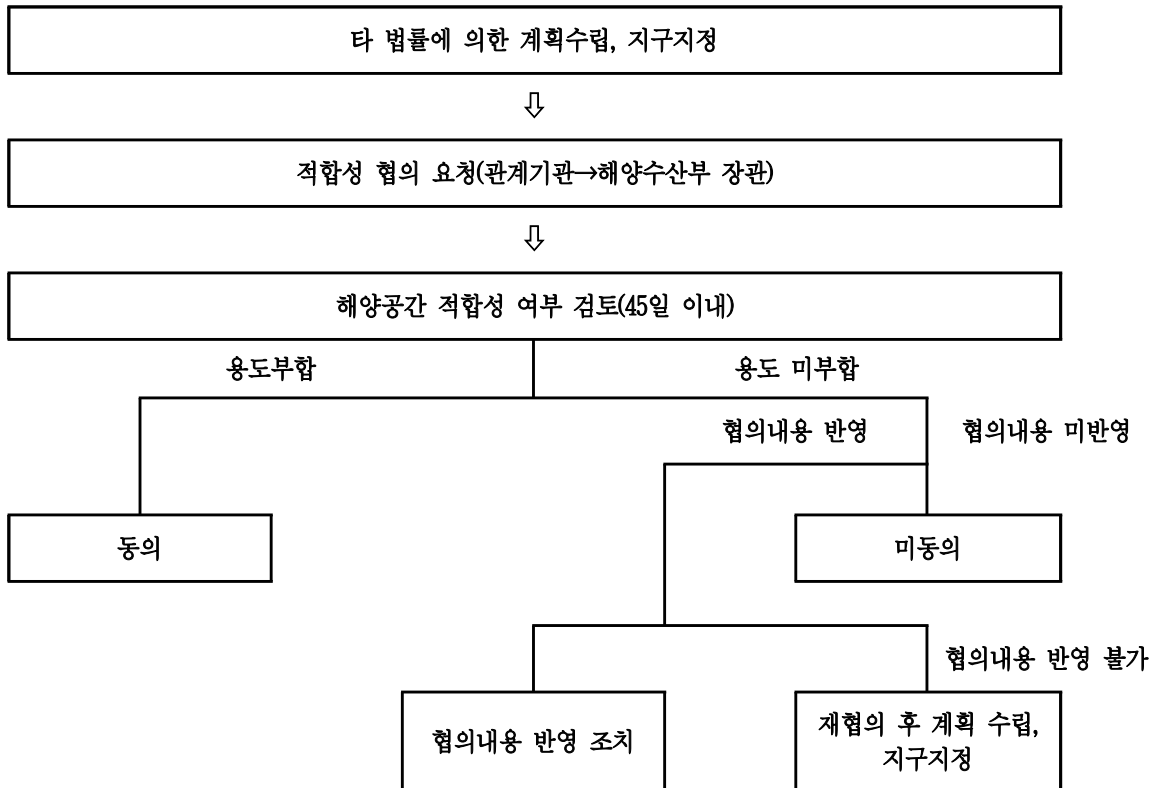 타 법률에 의한 계획수립, 지구지정
⇩
적합성 협의 요청(관계기관→해양수산부 장관)
⇩
해양공간 적합성 여부 검토(45일 이내)
용도부합
용도 미부합
협의내용 반영
협의내용 미반영
동의
미동의
협의내용 반영 불가
협의내용 반영 조치
재협의 후 계획 수립,
지구지정